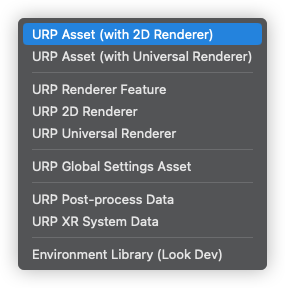 URP Asset (with 2D Renderer)
URP Asset (with Universal Renderer)
URP Renderer Feature
URP 2D Renderer
URP Universal Renderer
URP Global Settings Asset
URP Post-process Data
URP XR System Data
Environment Library (Look Dev)